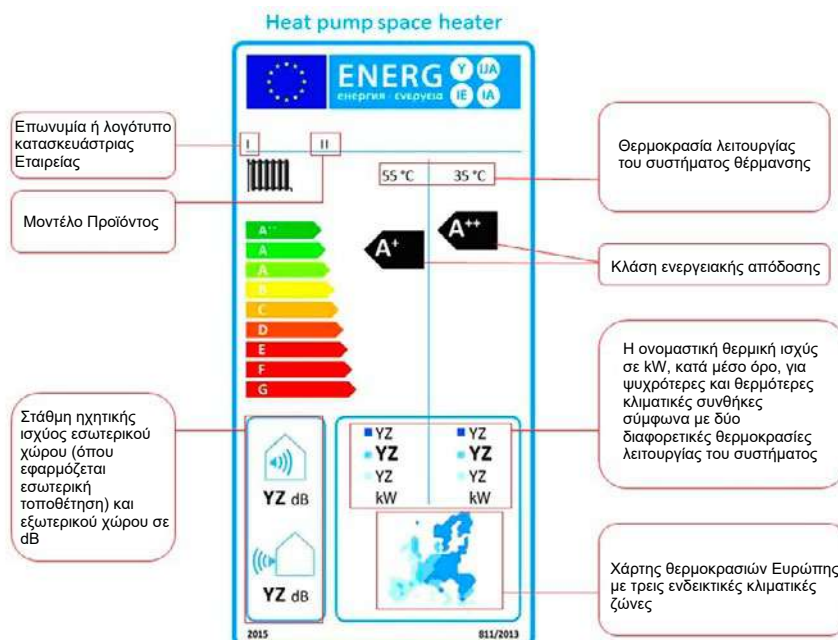 Heat pump space heater
ENERG
Y IJA
IE IA
енергия · ενεργεια
Επωνυμία ή λογότυπο
κατασκευάστριας
Εταιρείας
I
II
Μοντέλο Προϊόντος
55 °C
35 °C
Θερμοκρασία λειτουργίας
του συστήματος θέρμανσης
A++
A
A
B
C
D
E
F
G
A+
A++
Κλάση ενεργειακής απόδοσης
Η ονομαστική θερμική ισχύς
σε kW, κατά μέσο όρο, για
ψυχρότερες και θερμότερες
κλιματικές συνθήκες
σύμφωνα με δύο
διαφορετικές θερμοκρασίες
λειτουργίας του συστήματος
Στάθμη ηχητικής
ισχύος εσωτερικού
χώρου (όπου
εφαρμόζεται
εσωτερική
τοποθέτηση) και
εξωτερικού χώρου σε
dB
YZ dB
YZ dB
YZ
YZ
YZ
kW
YZ
YZ
YZ
kW
Χάρτης θερμοκρασιών Ευρώπης
με τρεις ενδεικτικές κλιματικές
ζώνες
2015
811/2013